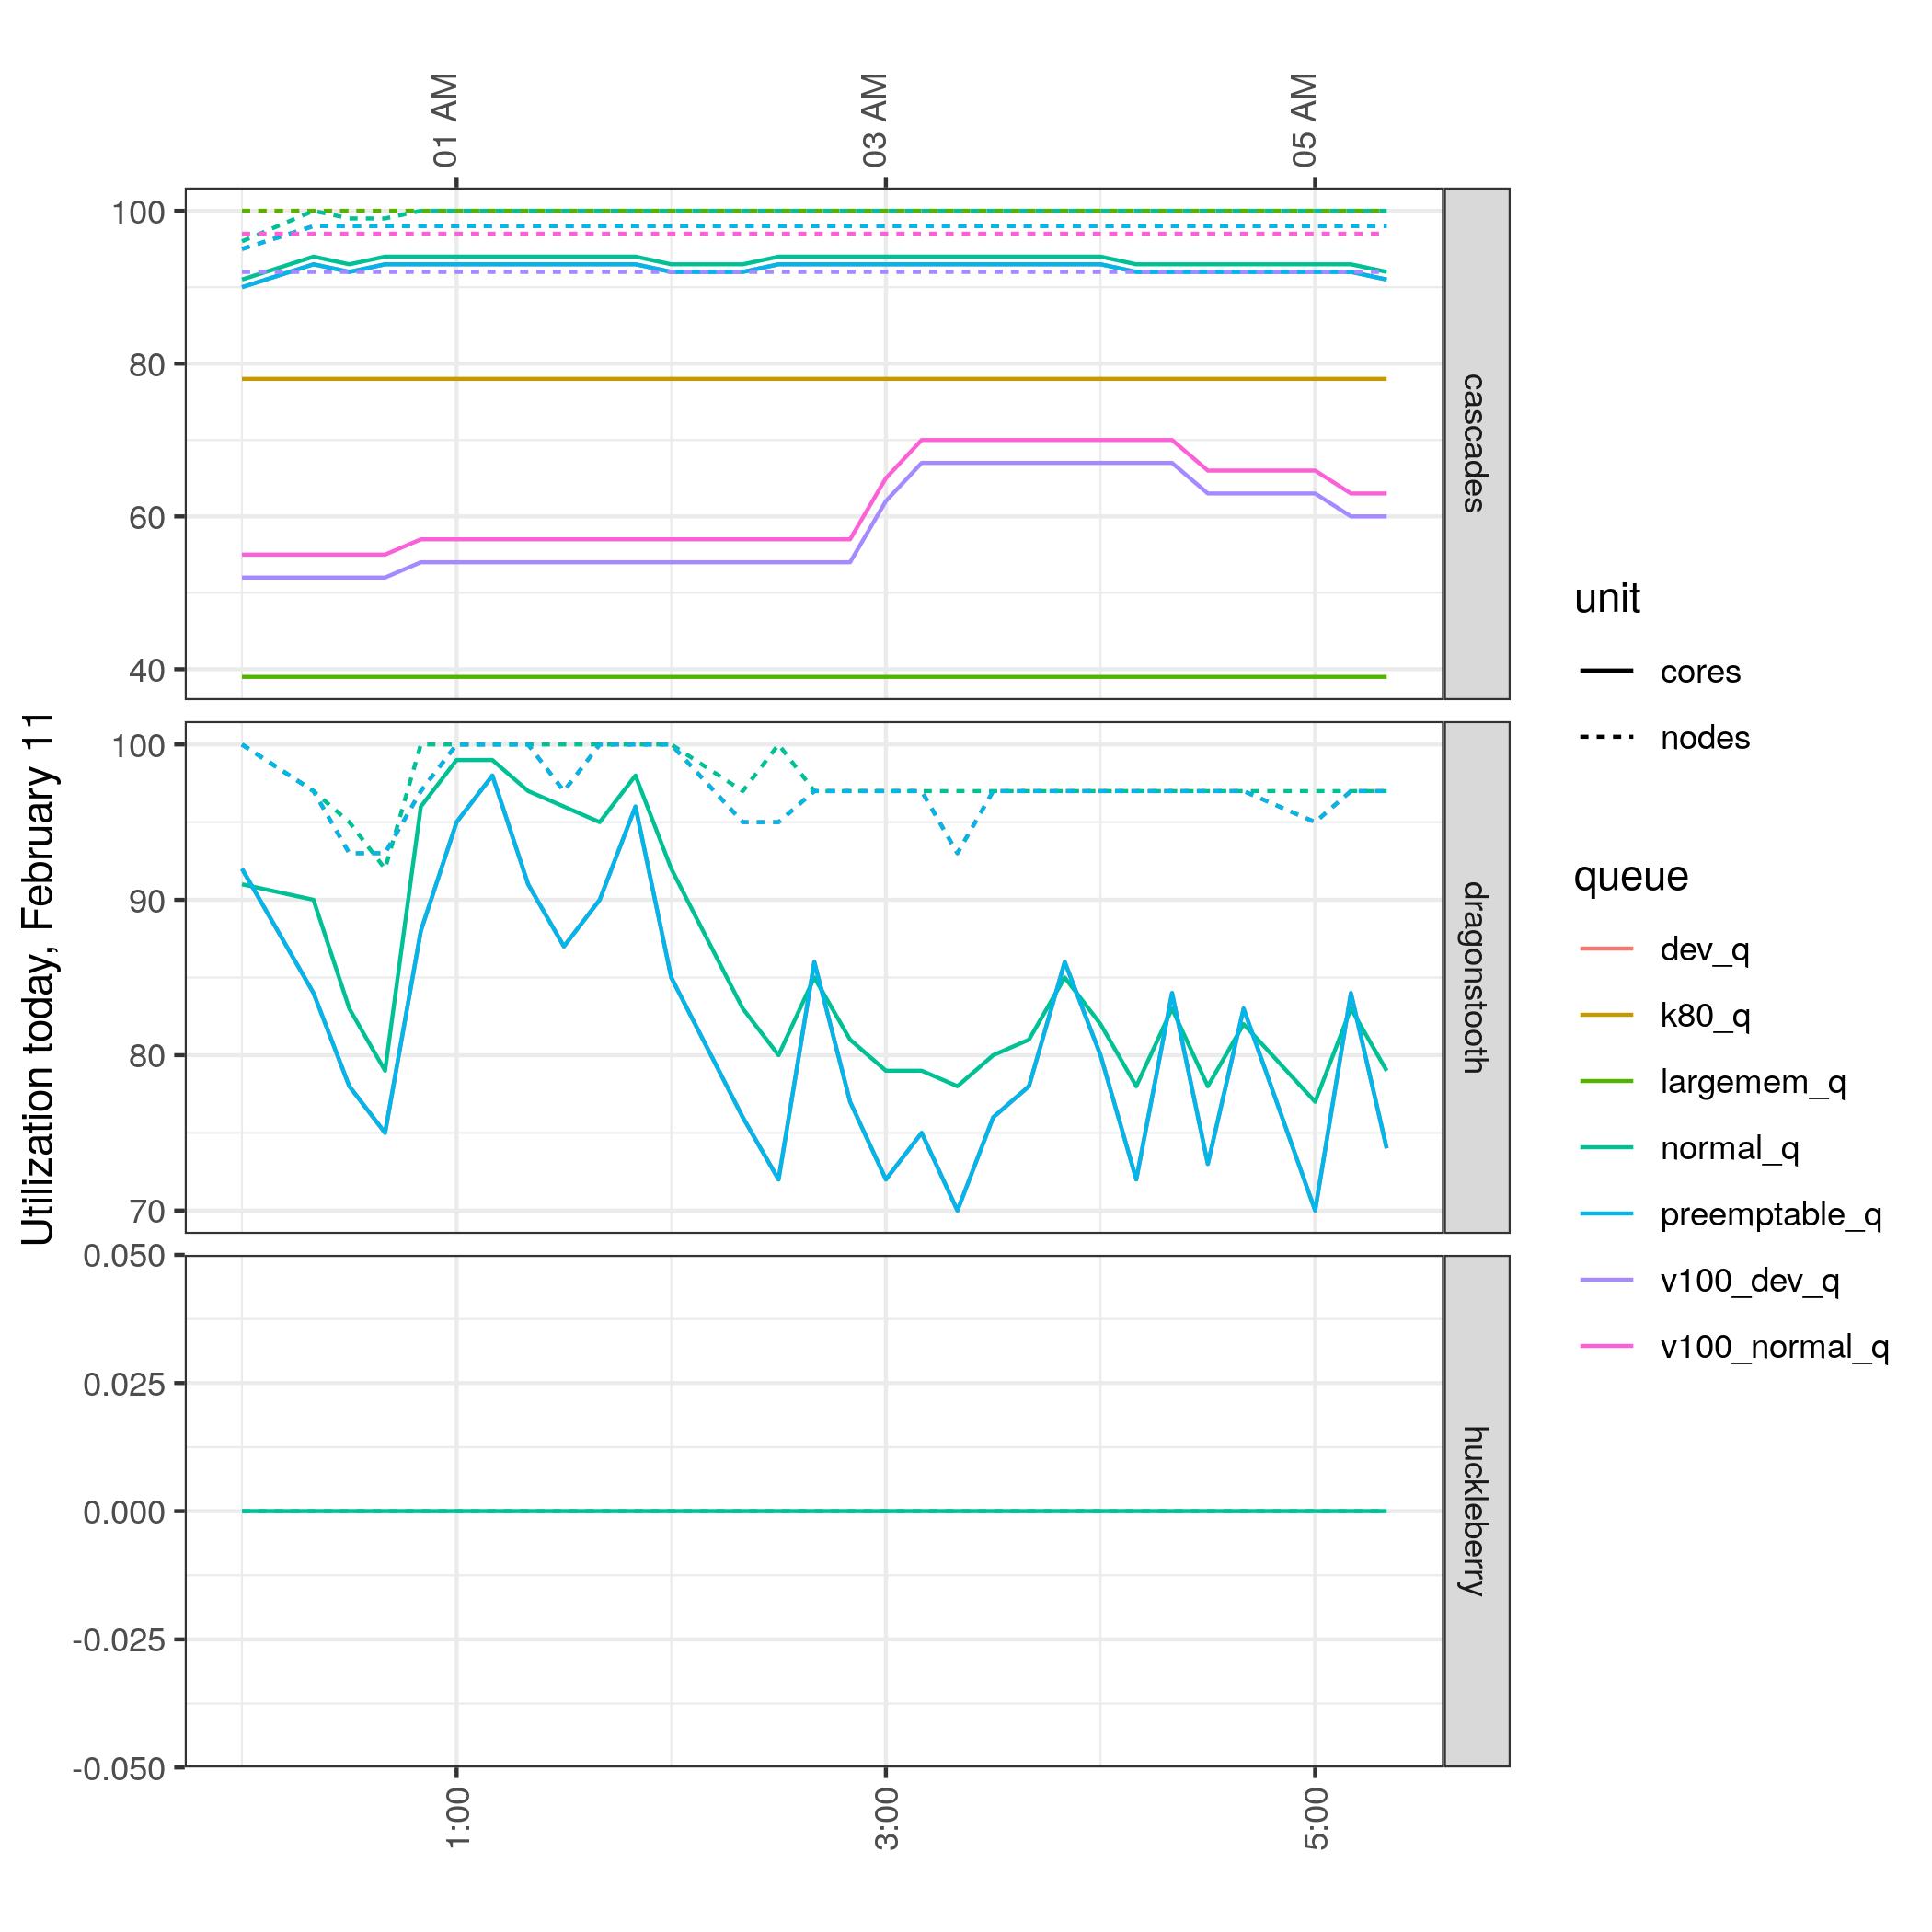 01 AM
03 AM
05 AM
Utilization today, February 11
100
80
60
40
cascades
100
90
80
70
dragonstooth
0.050
0.025
0.000
-0.025
-0.050
huckleberry
1:00
3:00
5:00
unit
cores
nodes
queue
dev_q
k80_q
largemem_q
normal_q
preemptable_q
v100_dev_q
v100_normal_q